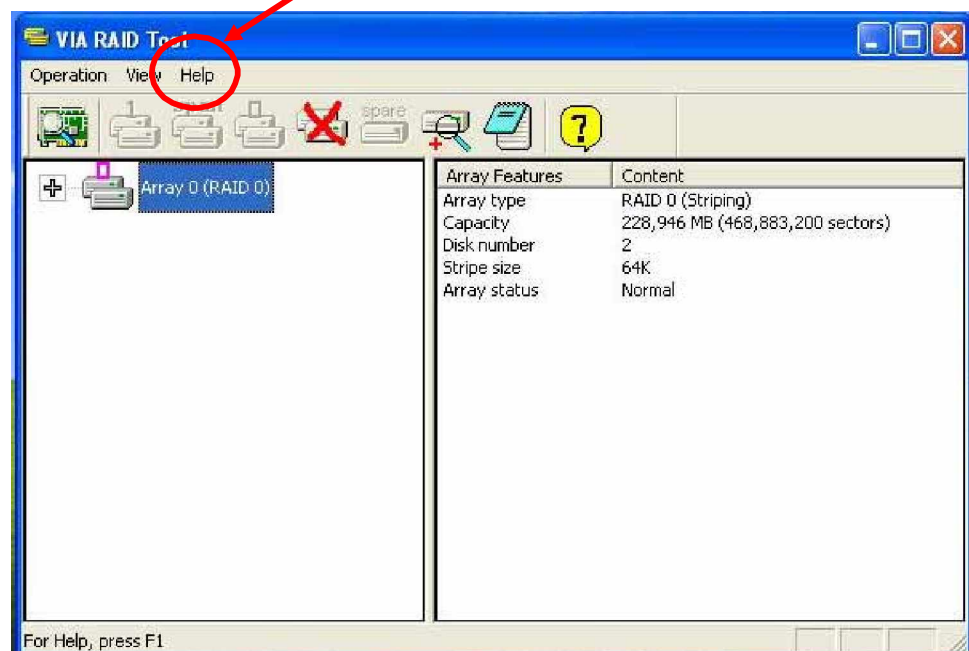 VIA RAID Tool
Operation View Help
spare
Array 0 (RAID 0)
Array Features Content
Array type RAID 0 (Striping)
Capacity 228,946 MB (468,883,200 sectors)
Disk number 2
Stripe size 64K
Array status Normal
For Help, press F1